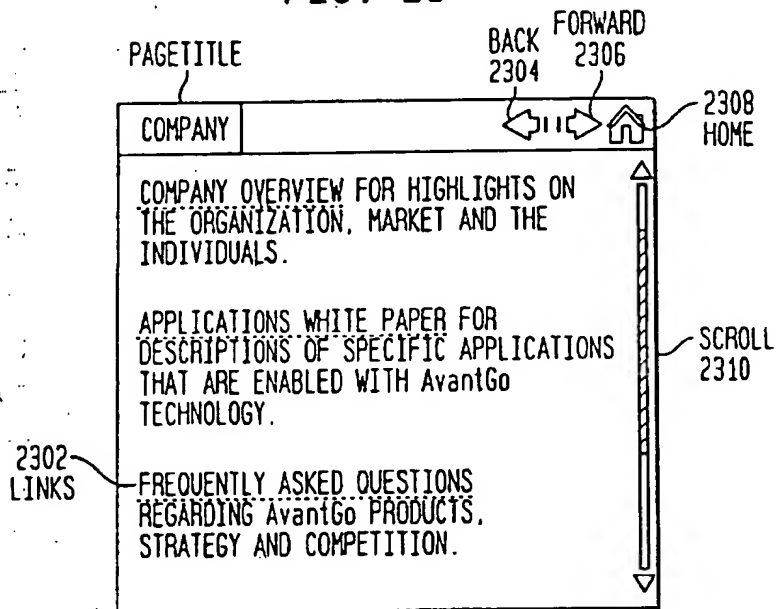 PAGETITLE
BACK
2304
FORWARD
2306
2308
HOME
COMPANY
COMPANY OVERVIEW FOR HIGHLIGHTS ON
THE ORGANIZATION, MARKET AND THE
INDIVIDUALS.
APPLICATIONS WHITE PAPER FOR
DESCRIPTIONS OF SPECIFIC APPLICATIONS
THAT ARE ENABLED WITH AvantGo
TECHNOLOGY.
SCROLL
2310
2302
LINKS
FREQUENTLY ASKED QUESTIONS
REGARDING AvantGo PRODUCTS,
STRATEGY AND COMPETITION.